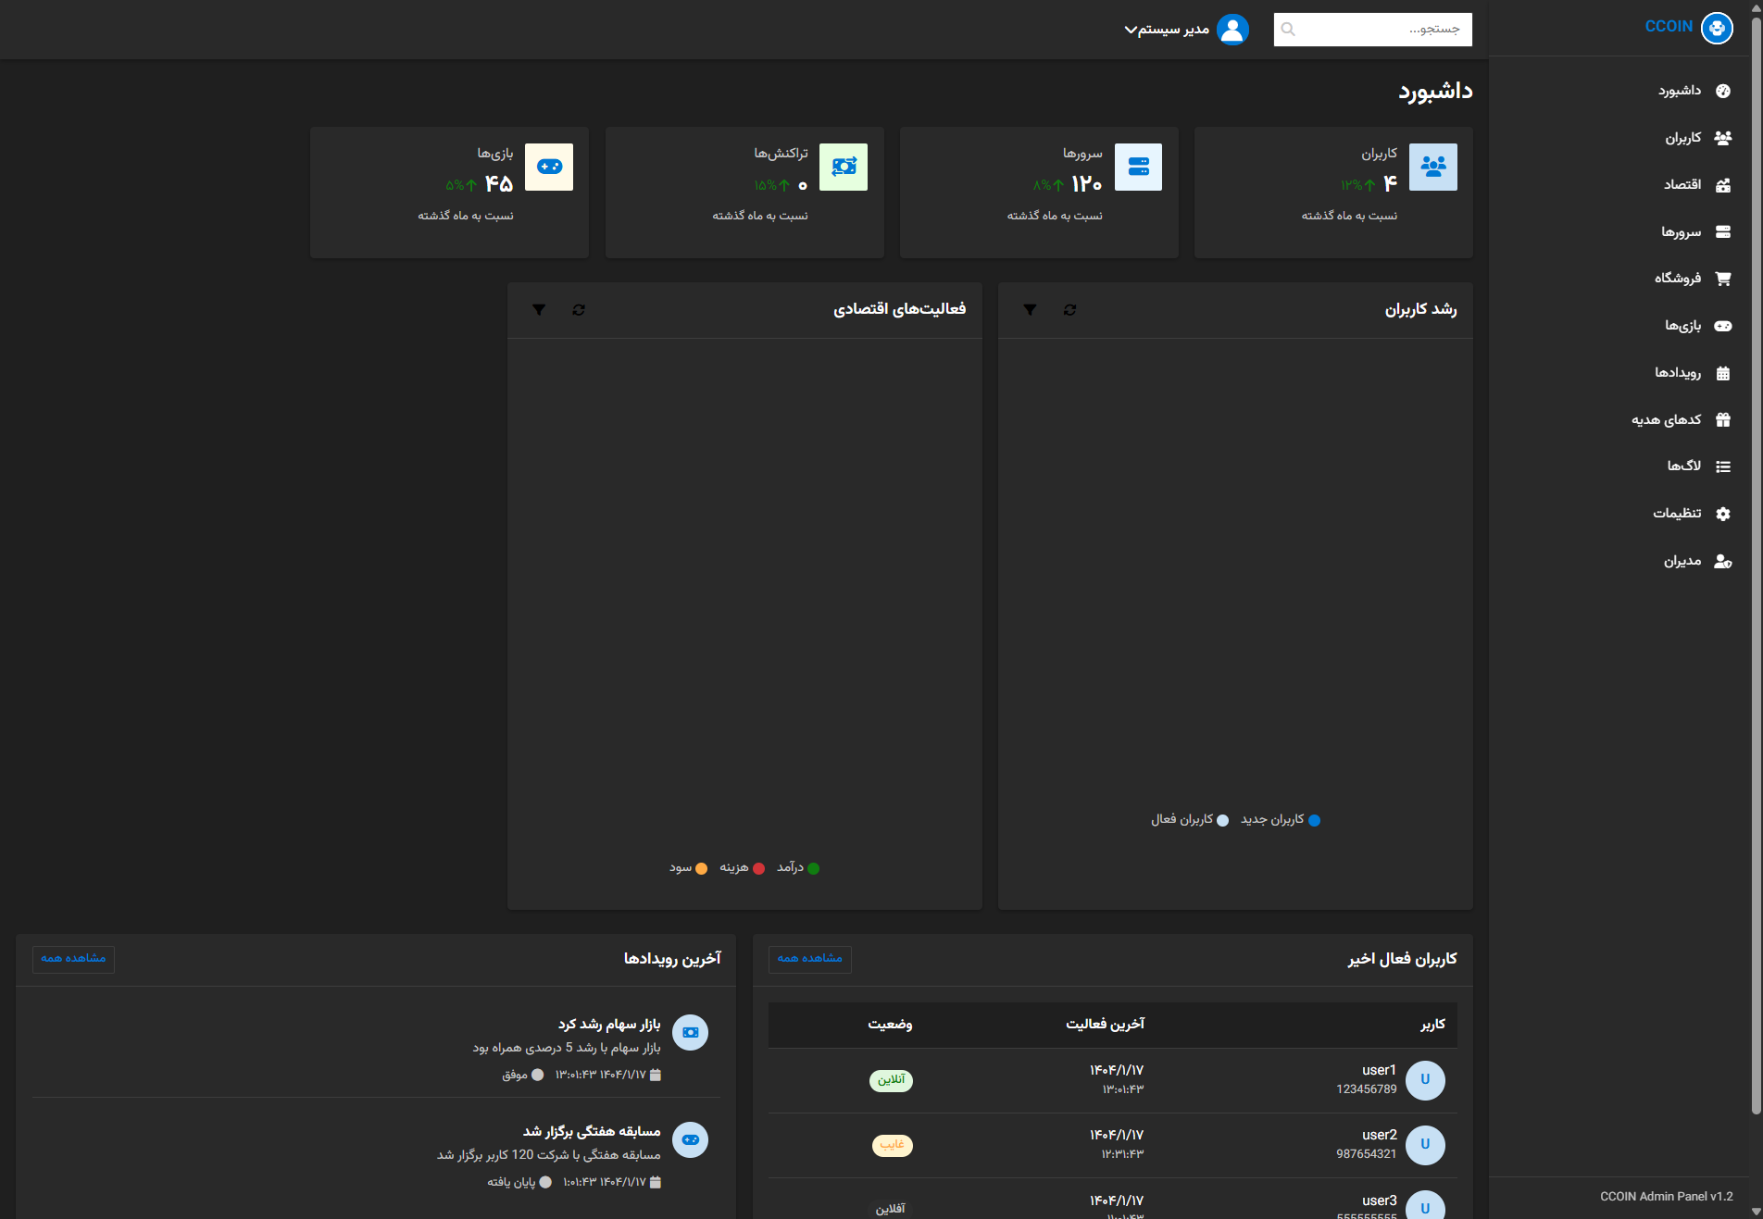 CCOIN
داشبورد
کاربران
اقتصاد
سرورها
فروشگاه
بازی‌ها
رویدادها
کدهای هدیه
لاگ‌ها
تنظیمات
مدیران
CCOIN Admin Panel v1.2
جستجو...
مدیر سیستم
داشبورد
کاربران
۴ ۱۲%
نسبت به ماه گذشته
سرورها
۱۲۰ ۸%
نسبت به ماه گذشته
تراکنش‌ها
۰ ۱۵%
نسبت به ماه گذشته
بازی‌ها
۴۵ ۵%
نسبت به ماه گذشته
رشد کاربران
کاربران جدید کاربران فعال
فعالیت‌های اقتصادی
درآمد هزینه سود
کاربران فعال اخیر مشاهده همه
کاربر آخرین فعالیت وضعیت
U user1 ۱۴۰۴/۱/۱۷ آنلاین
123456789 ۱۳:۰۱:۴۳
U user2 ۱۴۰۴/۱/۱۷ غایب
987654321 ۱۲:۳۱:۴۳
U user3 ۱۴۰۴/۱/۱۷ آفلاین
555555555 ۱۱:۰۱:۴۳
آخرین رویدادها مشاهده همه
بازار سهام رشد کرد
بازار سهام با رشد 5 درصدی همراه بود
۱۴۰۴/۱/۱۷ ۱۳:۰۱:۴۳ موفق
مسابقه هفتگی برگزار شد
مسابقه هفتگی با شرکت 120 کاربر برگزار شد
۱۴۰۴/۱/۱۷ ۱:۰۱:۴۳ پایان یافته